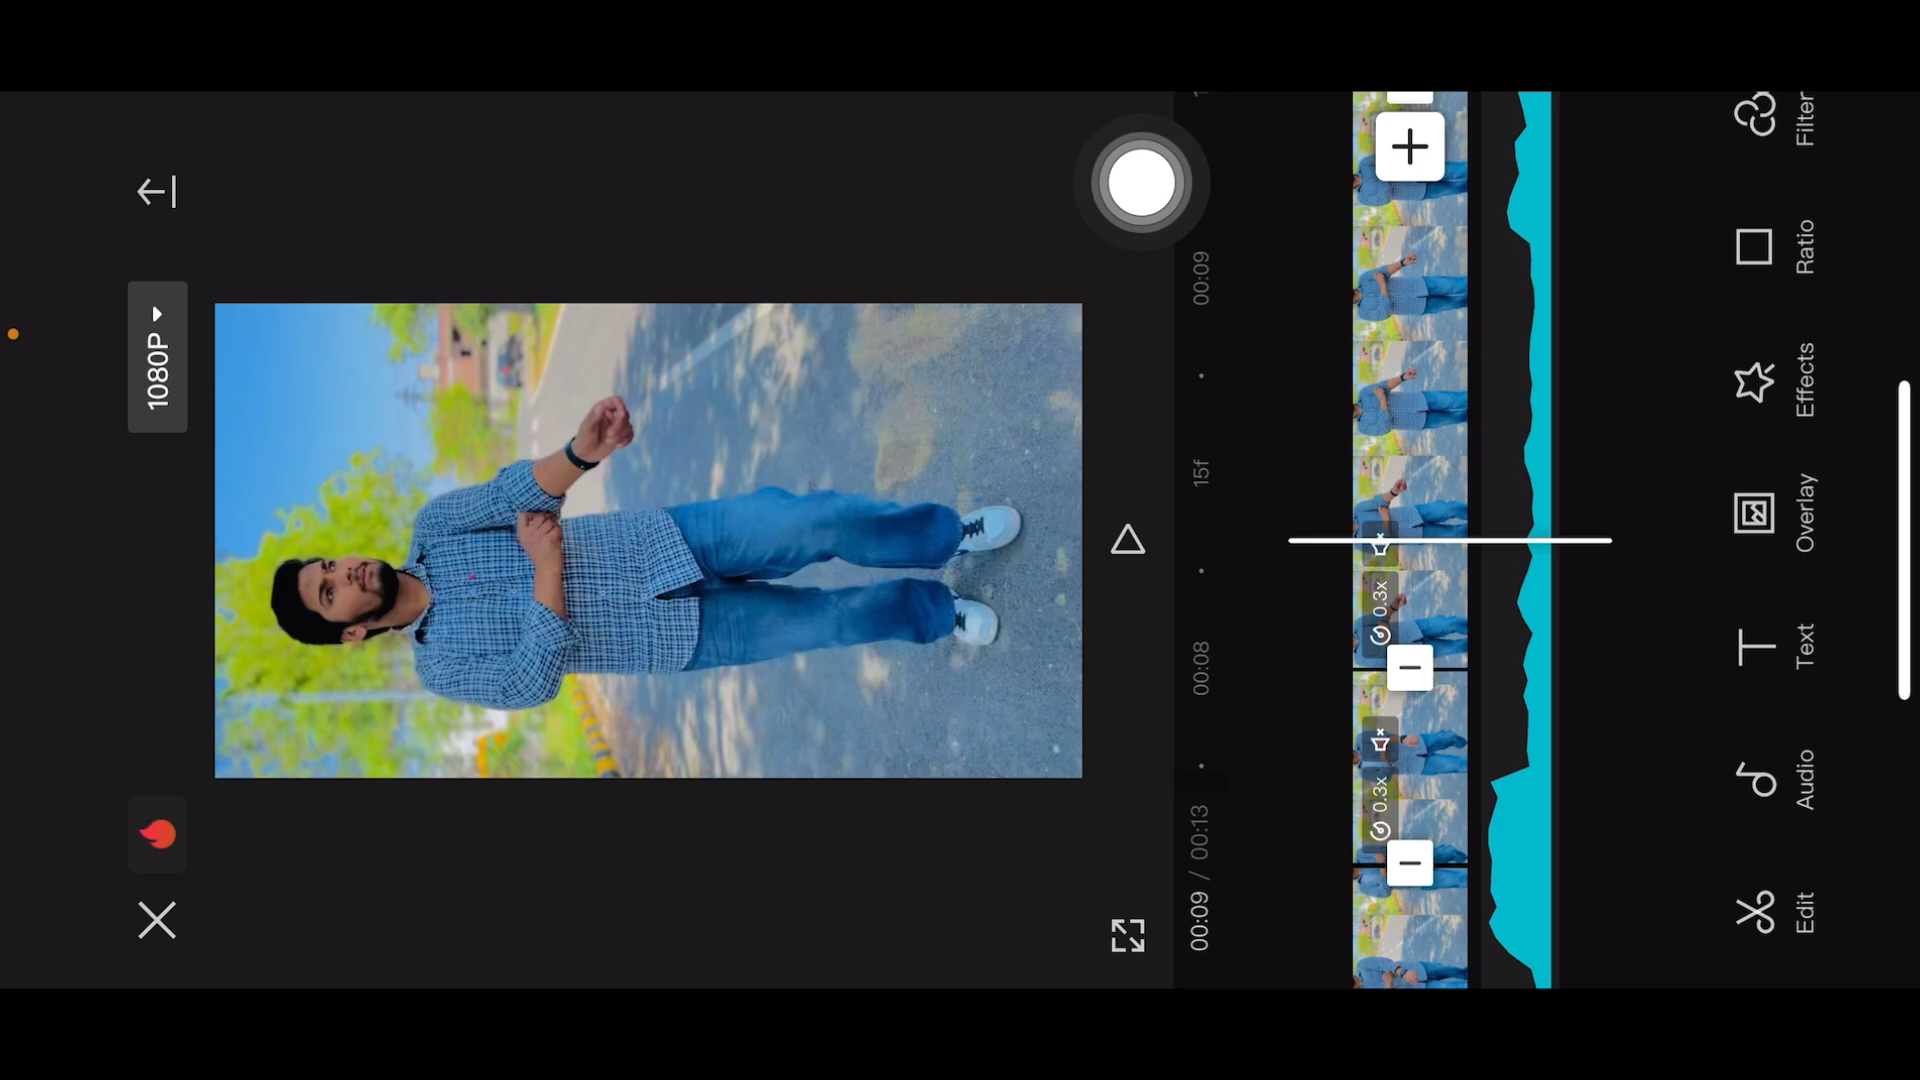 1080P
00:09 / 00:13
00:08
15f
00:09
0.3x
0.3x
Edit
Audio
Text
Overlay
Effects
Ratio
Filter